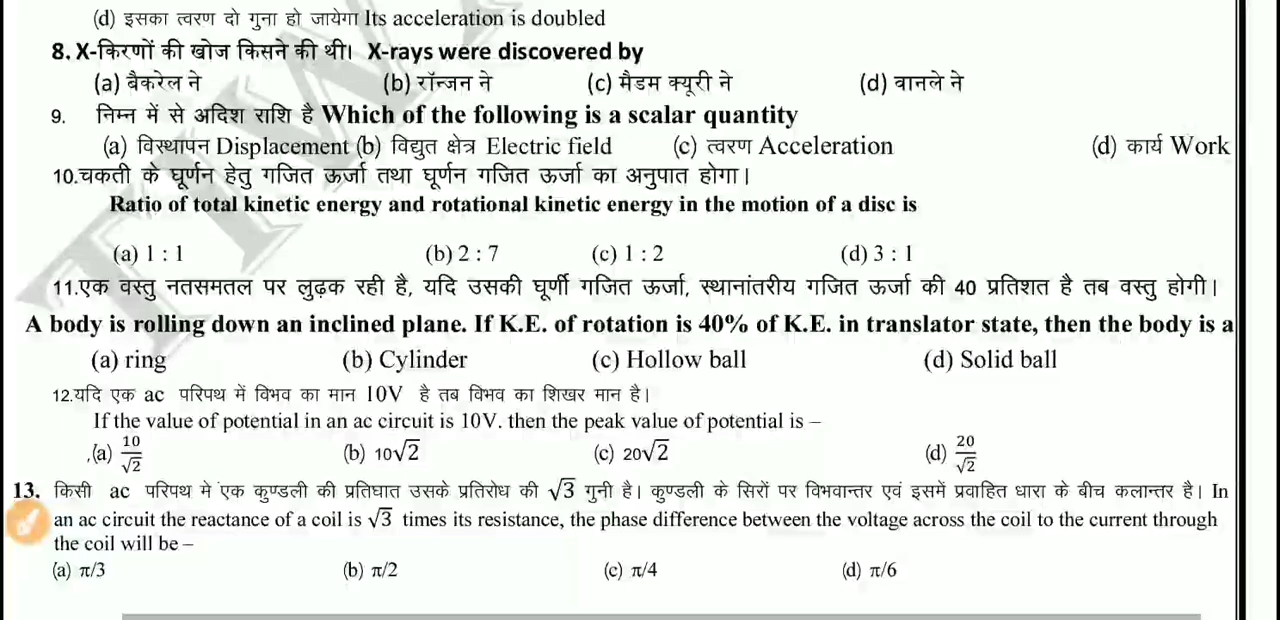 (d) इसका त्वरण दो गुना हो जायेगा Its acceleration is doubled
8. X-किरणों की खोज किसने की थी। X-rays were discovered by
(a) बैकरेल ने (b) रॉन्जन ने (c) मैडम क्यूरी ने (d) वानले ने
9. निम्न में से अदिश राशि है Which of the following is a scalar quantity
(a) विस्थापन Displacement (b) विद्युत क्षेत्र Electric field (c) त्वरण Acceleration (d) कार्य Work
10.चकती के घूर्णन हेतु गजित ऊर्जा तथा घूर्णन गजित ऊर्जा का अनुपात होगा।
Ratio of total kinetic energy and rotational kinetic energy in the motion of a disc is
(a) 1 : 1 (b) 2 : 7 (c) 1 : 2 (d) 3 : 1
11.एक वस्तु नतसमतल पर लुढ़क रही है, यदि उसकी घूर्णी गजित ऊर्जा, स्थानांतरीय गजित ऊर्जा की 40 प्रतिशत है तब वस्तु होगी।
A body is rolling down an inclined plane. If K.E. of rotation is 40% of K.E. in translator state, then the body is a
(a) ring (b) Cylinder (c) Hollow ball (d) Solid ball
12.यदि एक ac परिपथ में विभव का मान 10V है तब विभव का शिखर मान है।
If the value of potential in an ac circuit is 10V. then the peak value of potential is –
.(a) 10/√2 (b) 10√2 (c) 20√2 (d) 20/√2
13. किसी ac परिपथ मे एक कुण्डली की प्रतिघात उसके प्रतिरोध की √3 गुनी है। कुण्डली के सिरों पर विभवान्तर एवं इसमें प्रवाहित धारा के बीच कलान्तर है। In
an ac circuit the reactance of a coil is √3 times its resistance, the phase difference between the voltage across the coil to the current through
the coil will be –
(a) π/3 (b) π/2 (c) π/4 (d) π/6